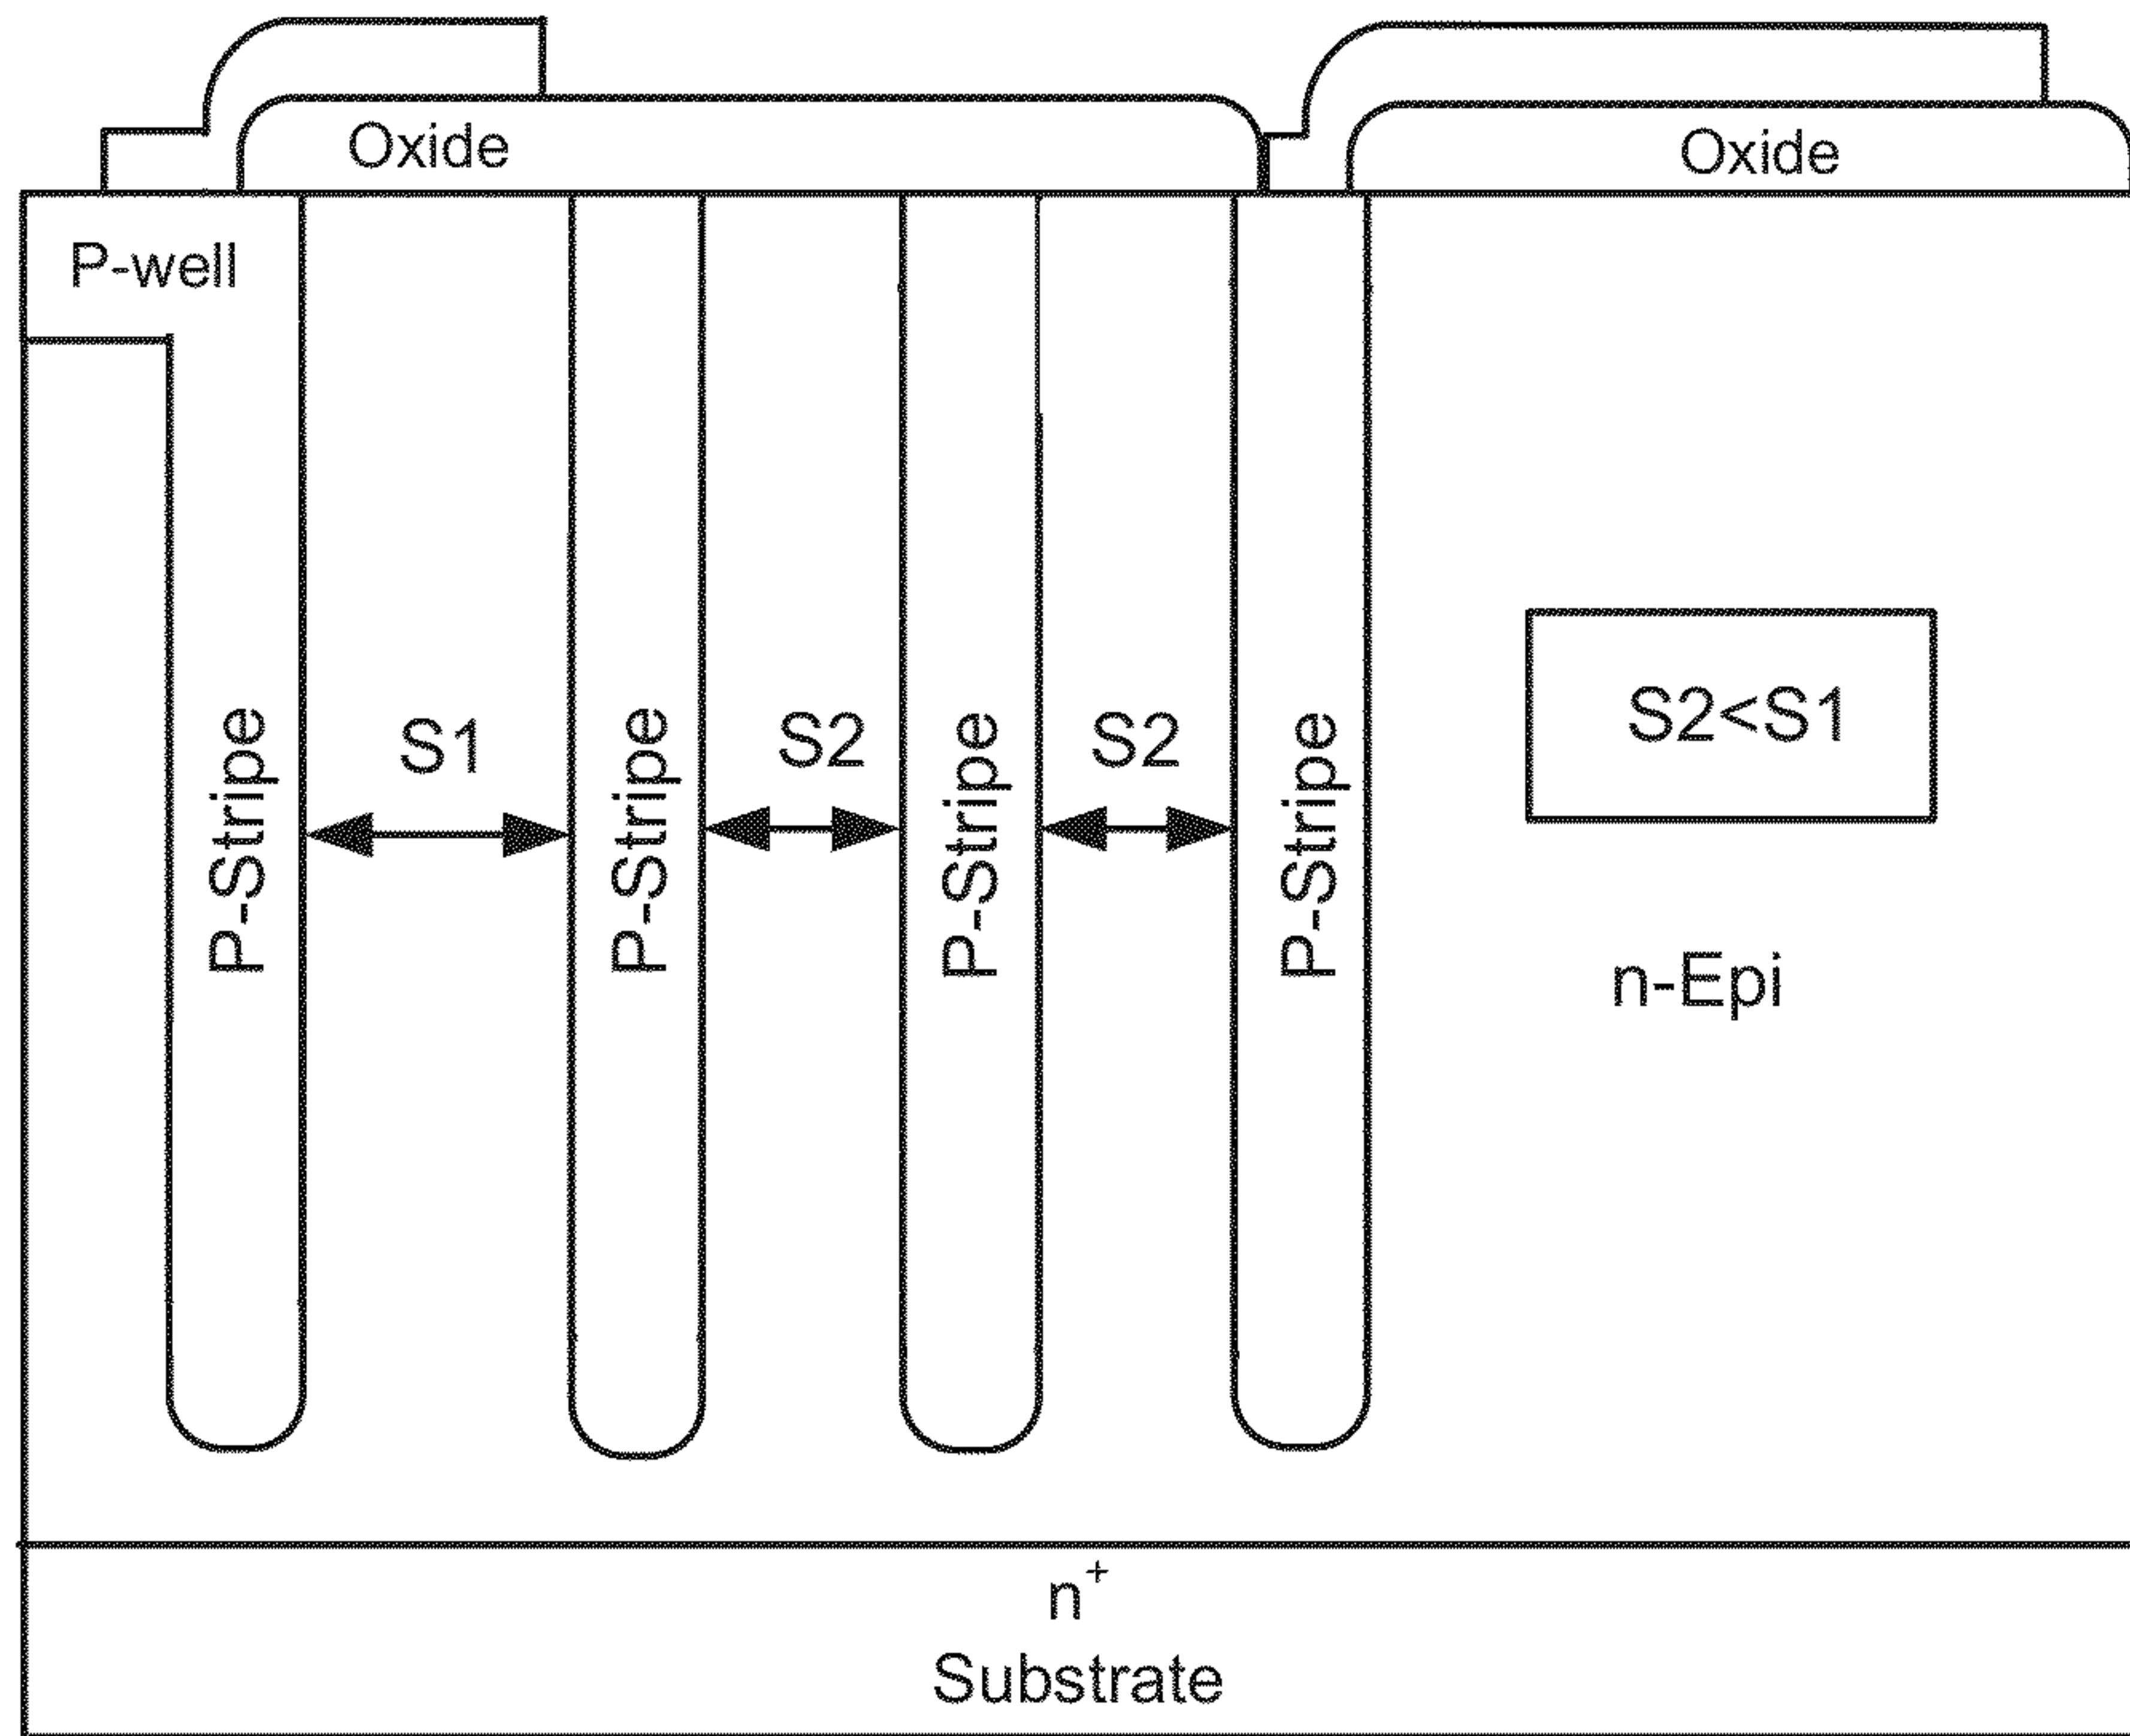 Oxide
Oxide
P-well
P-Stripe
S1
P-Stripe
S2
P-Stripe
S2
P-Stripe
S2<S1
n-Epi
n⁺
Substrate